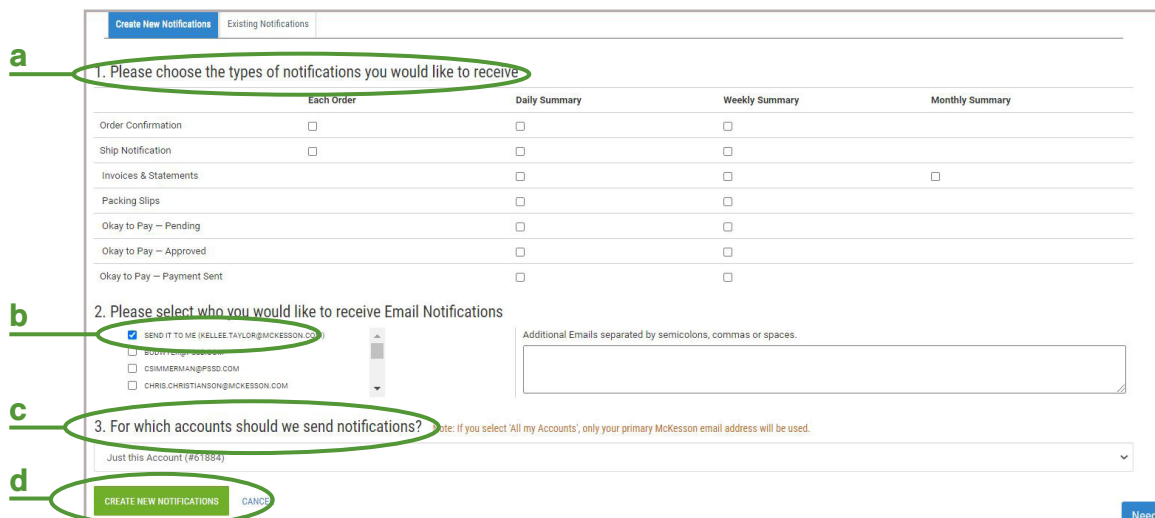 Create New Notifications Existing Notifications
a
1. Please choose the types of notifications you would like to receive
Each Order Daily Summary Weekly Summary Monthly Summary
Order Confirmation
Ship Notification
Invoices & Statements
Packing Slips
Okay to Pay — Pending
Okay to Pay — Approved
Okay to Pay — Payment Sent
b
2. Please select who you would like to receive Email Notifications
SEND IT TO ME (KELLEE.TAYLOR@MCKESSON.COM)
Additional Emails separated by semicolons, commas or spaces.
CSIMMERMAN@PSSD.COM
CHRIS.CHRISTIANSON@MCKESSON.COM
c
3. For which accounts should we send notifications? Note: If you select 'All my Accounts', only your primary McKesson email address will be used.
Just this Account (#61884)
d
CREATE NEW NOTIFICATIONS CANCEL
Need